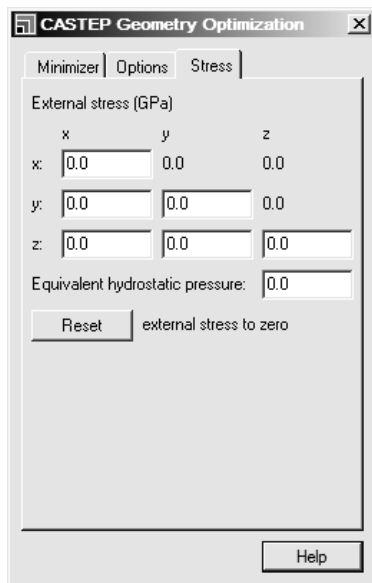 CASTEP Geometry Optimization
Minimizer Options Stress
External stress (GPa)
x y z
x: 0.0 0.0 0.0
y: 0.0 0.0 0.0
z: 0.0 0.0 0.0
Equivalent hydrostatic pressure: 0.0
Reset external stress to zero
Help